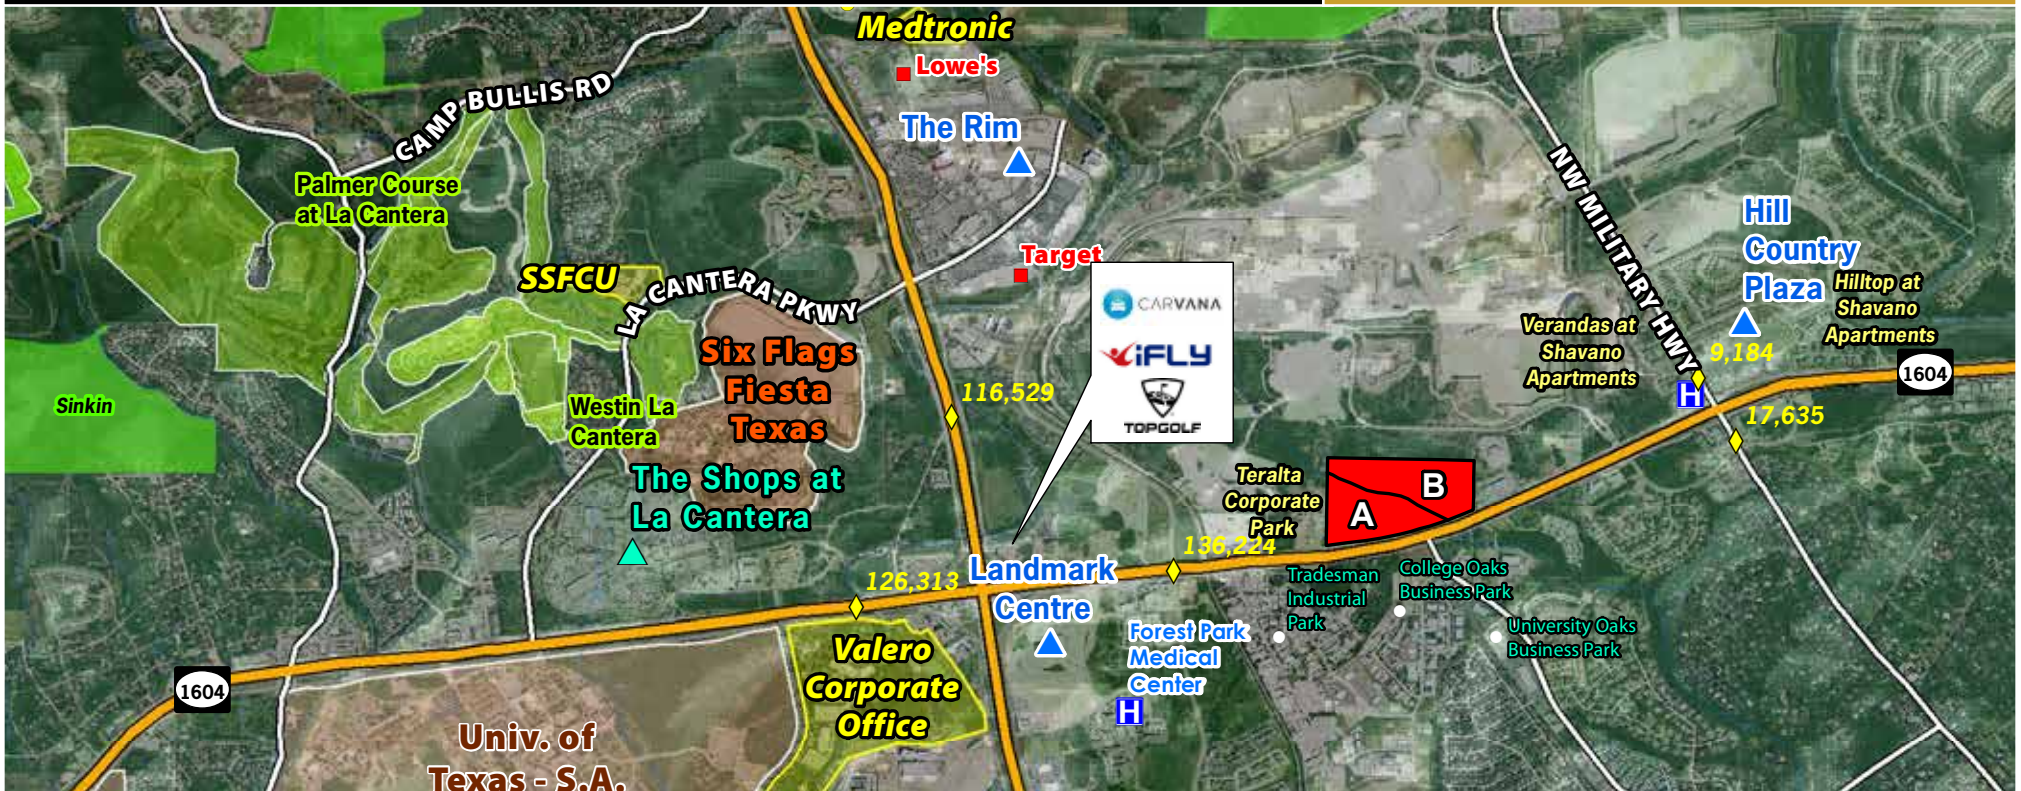 Medtronic
Lowe's
The Rim
CAMP BULLIS RD
Palmer Course
at La Cantera
SSFCU
LA CANTERA PKWY
Target
CARVANA
iFLY
TOPGOLF
NW MILITARY HWY
Hill
Country
Plaza
Hilltop at
Shavano
Apartments
Verandas at
Shavano
Apartments
9,184
1604
H
17,635
Sinkin
Westin La
Cantera
Six Flags
Fiesta
Texas
116,529
The Shops at
La Cantera
Teralta
Corporate
Park
A
B
136,224
126,313
Landmark
Centre
Tradesman
Industrial
Park
College Oaks
Business Park
University Oaks
Business Park
Forest Park
Medical
Center
H
Valero
Corporate
Office
1604
Univ. of
Texas - S.A.